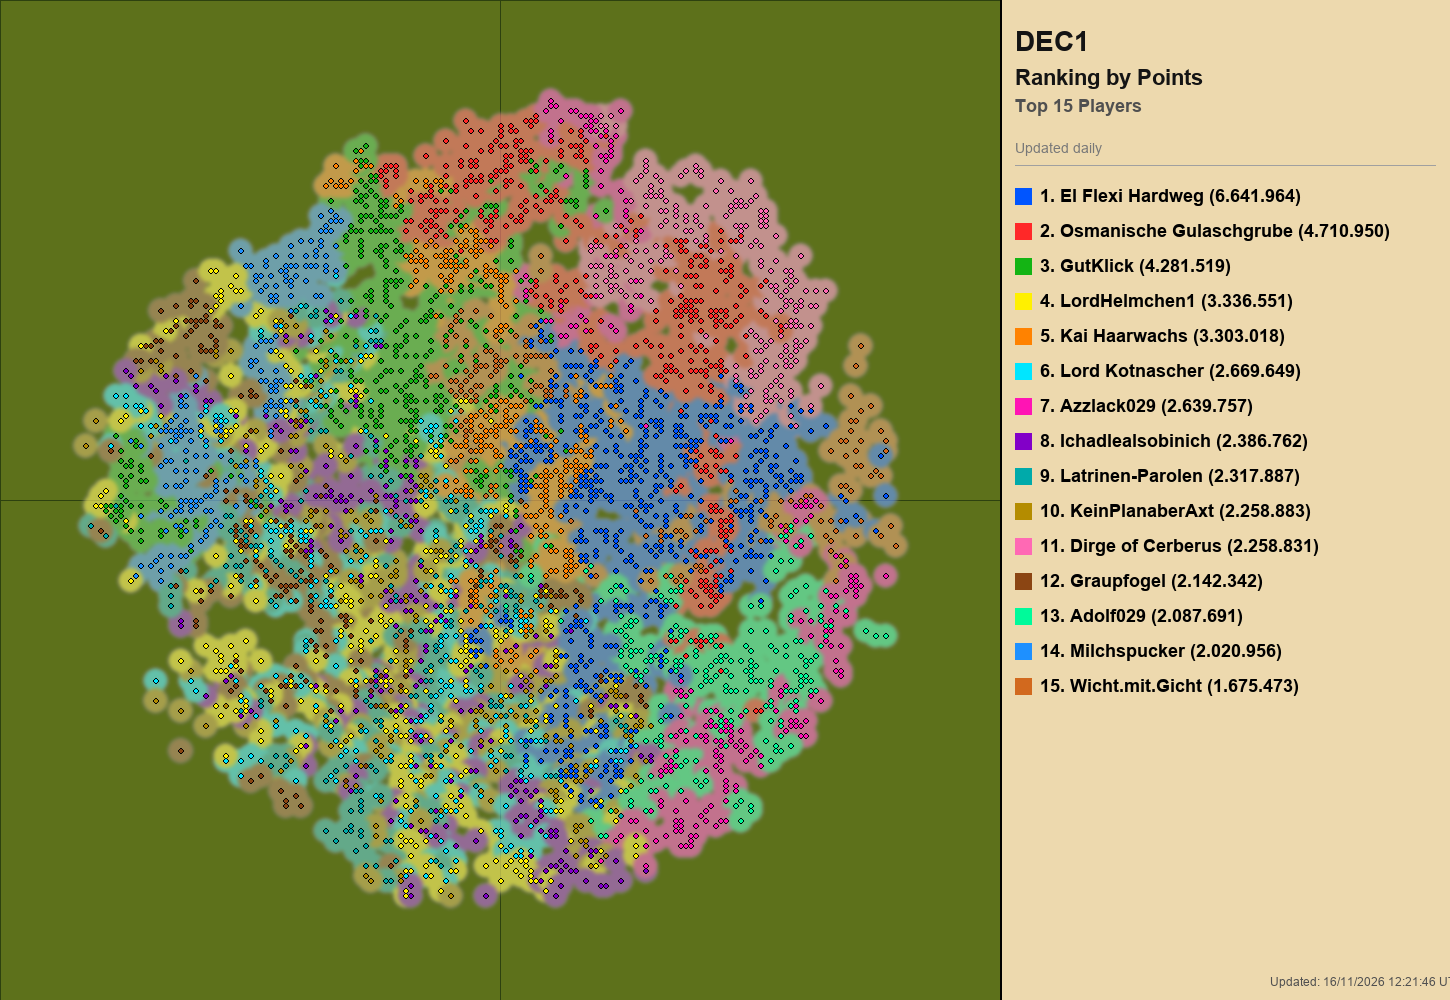 DEC1
Ranking by Points
Top 15 Players
Updated daily
1. El Flexi Hardweg (6.641.964)
2. Osmanische Gulaschgrube (4.710.950)
3. GutKlick (4.281.519)
4. LordHelmchen1 (3.336.551)
5. Kai Haarwachs (3.303.018)
6. Lord Kotnascher (2.669.649)
7. Azzlack029 (2.639.757)
8. Ichadlealsobinich (2.386.762)
9. Latrinen-Parolen (2.317.887)
10. KeinPlanaberAxt (2.258.883)
11. Dirge of Cerberus (2.258.831)
12. Graupfogel (2.142.342)
13. Adolf029 (2.087.691)
14. Milchspucker (2.020.956)
15. Wicht.mit.Gicht (1.675.473)
Updated: 16/11/2026 12:21:46 U